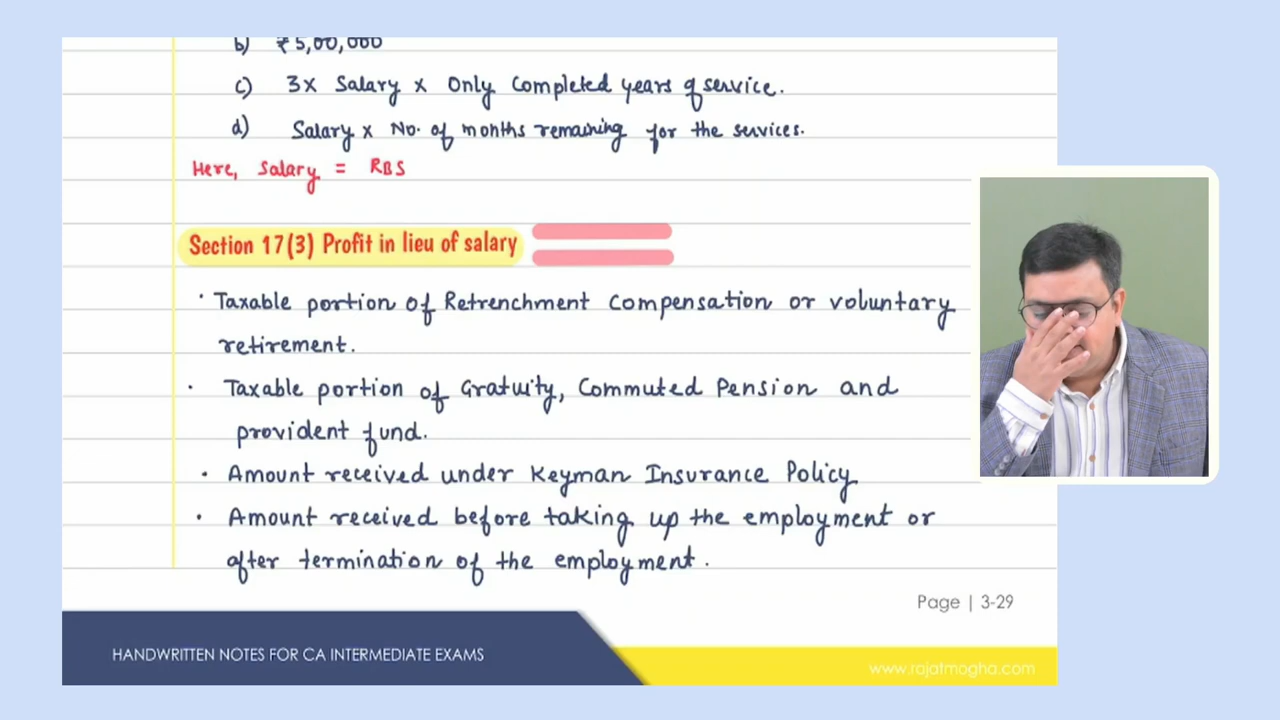 b) ₹5,00,000
c) 3x Salary x Only Completed years of service.
d) Salary x No. of months remaining for the services.
Here, Salary = RBS
Section 17(3) Profit in lieu of salary
· Taxable portion of Retrenchment Compensation or voluntary
retirement.
· Taxable portion of Gratuity, Commuted Pension and
provident fund.
· Amount received under Keyman Insurance Policy
· Amount received before taking up the employment or
after termination of the employment.
Page | 3-29
HANDWRITTEN NOTES FOR CA INTERMEDIATE EXAMS
www.rajatmogha.com